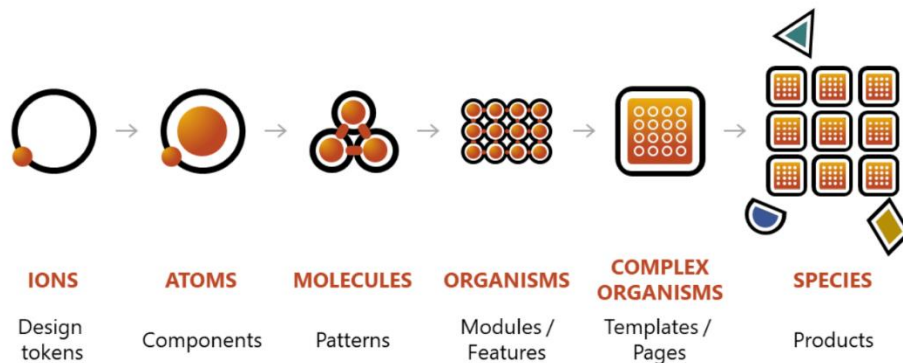 IONS
Design
tokens
ATOMS
Components
MOLECULES
Patterns
ORGANISMS
Modules /
Features
COMPLEX
ORGANISMS
Templates /
Pages
SPECIES
Products